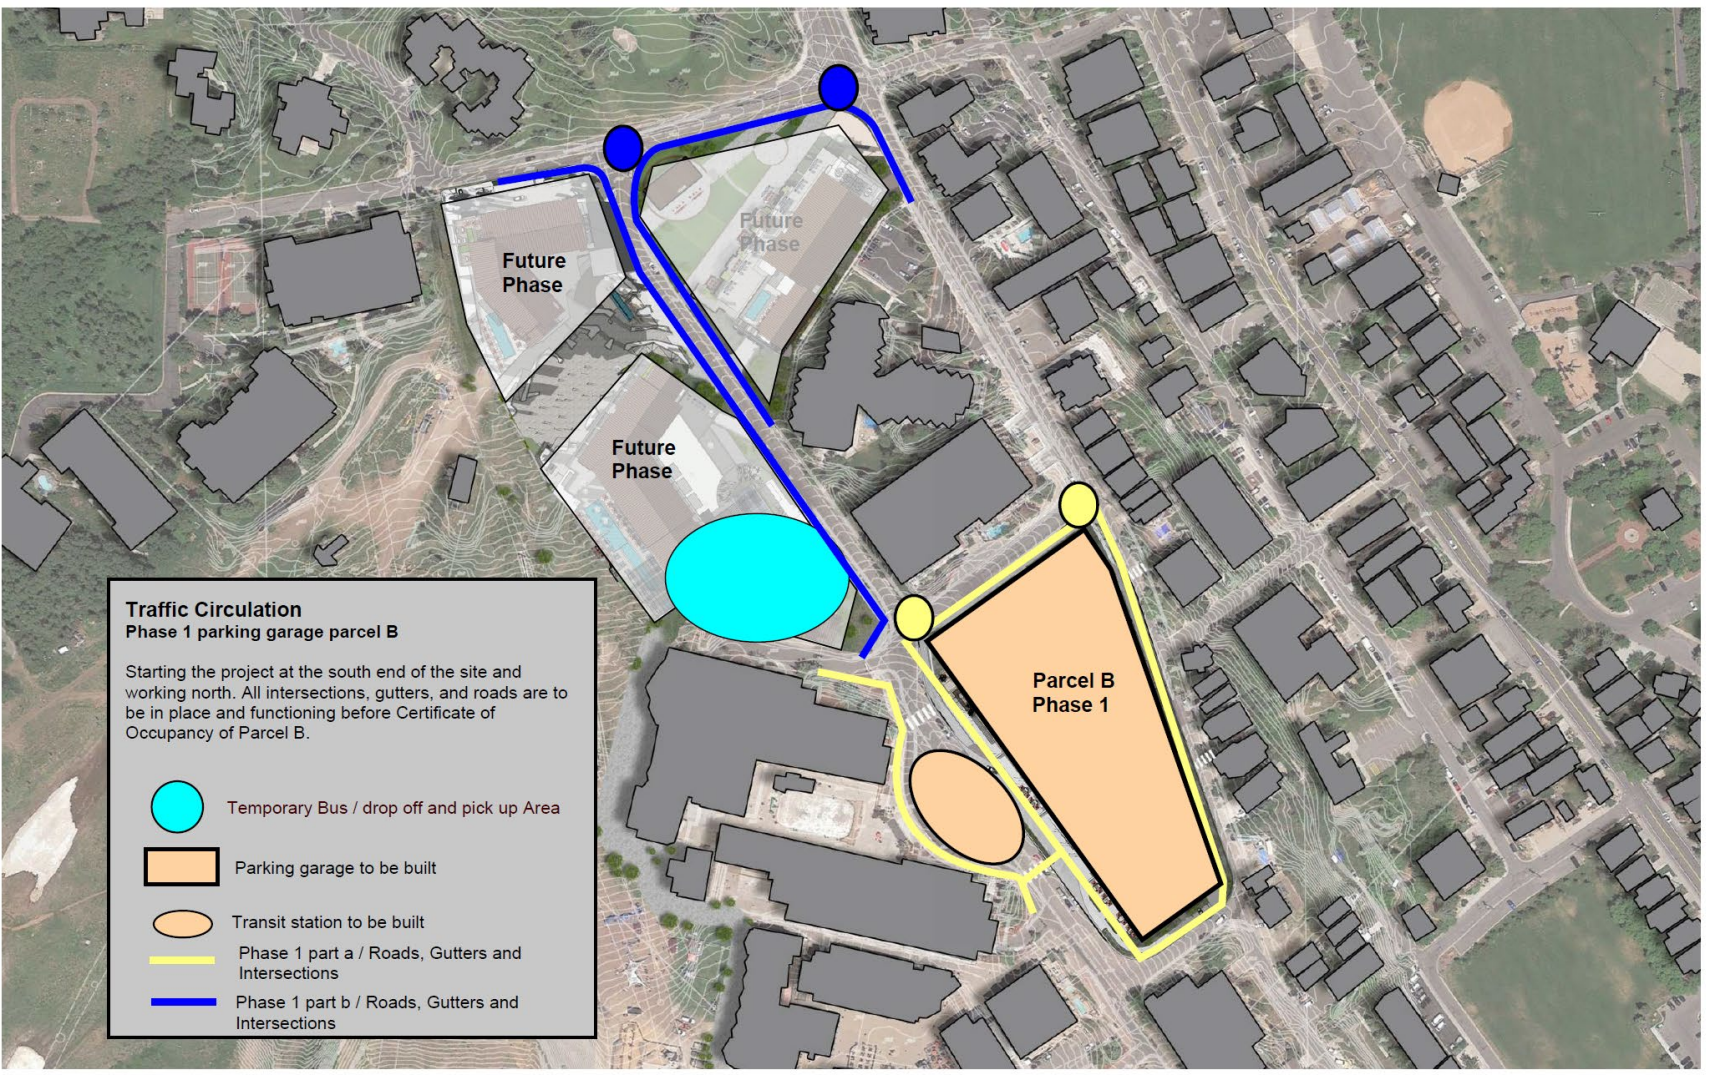 Future
Phase
Future
Phase
Future
Phase
Parcel B
Phase 1
Traffic Circulation
Phase 1 parking garage parcel B
Starting the project at the south end of the site and
working north. All intersections, gutters, and roads are to
be in place and functioning before Certificate of
Occupancy of Parcel B.
Temporary Bus / drop off and pick up Area
Parking garage to be built
Transit station to be built
Phase 1 part a / Roads, Gutters and
Intersections
Phase 1 part b / Roads, Gutters and
Intersections